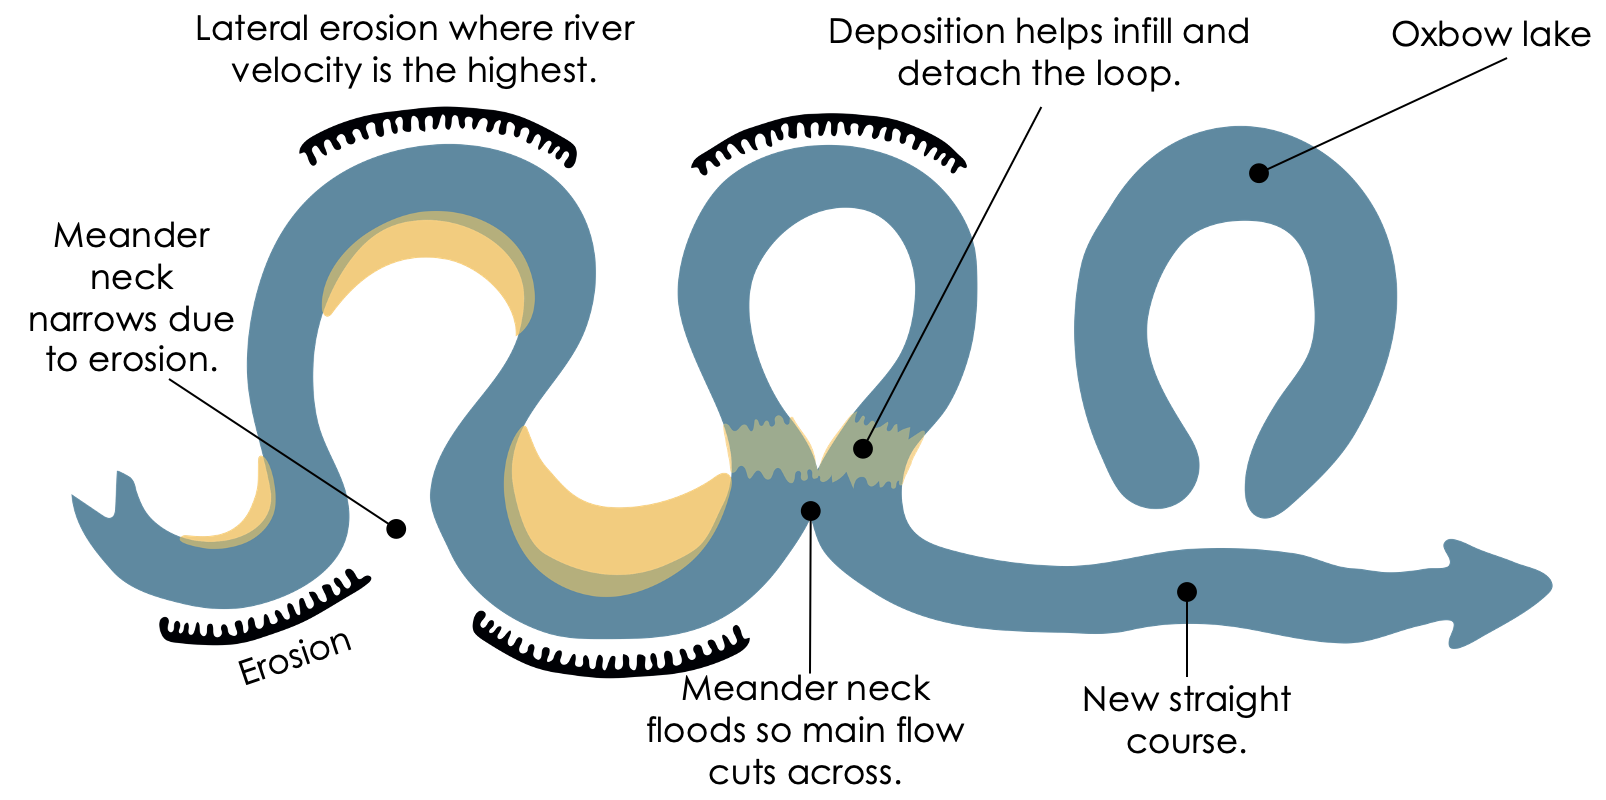 Lateral erosion where river
velocity is the highest.
Deposition helps infill and
detach the loop.
Oxbow lake
Meander
neck
narrows due
to erosion.
Erosion
Meander neck
floods so main flow
cuts across.
New straight
course.